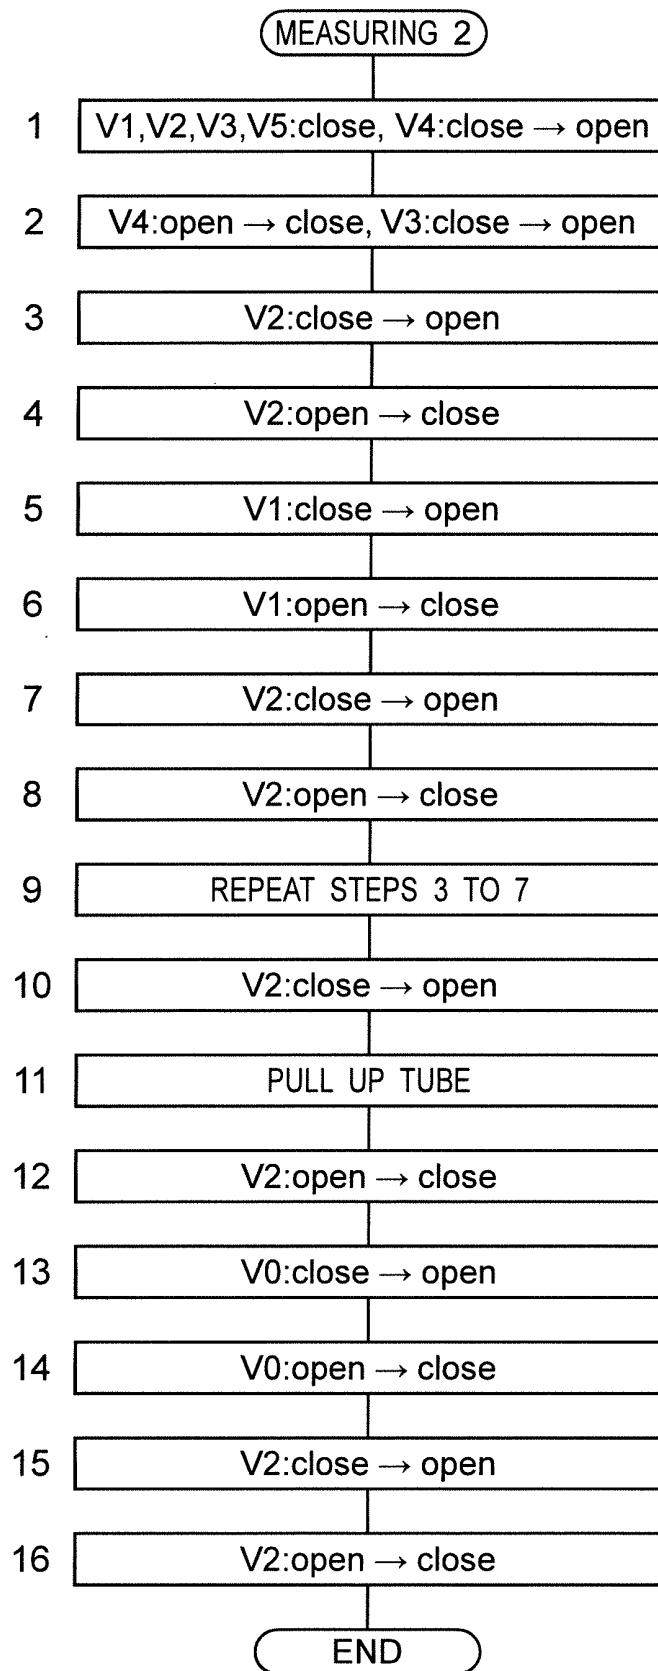 MEASURING 2
1 V1,V2,V3,V5:close, V4:close → open
2 V4:open → close, V3:close → open
3 V2:close → open
4 V2:open → close
5 V1:close → open
6 V1:open → close
7 V2:close → open
8 V2:open → close
9 REPEAT STEPS 3 TO 7
10 V2:close → open
11 PULL UP TUBE
12 V2:open → close
13 V0:close → open
14 V0:open → close
15 V2:close → open
16 V2:open → close
END